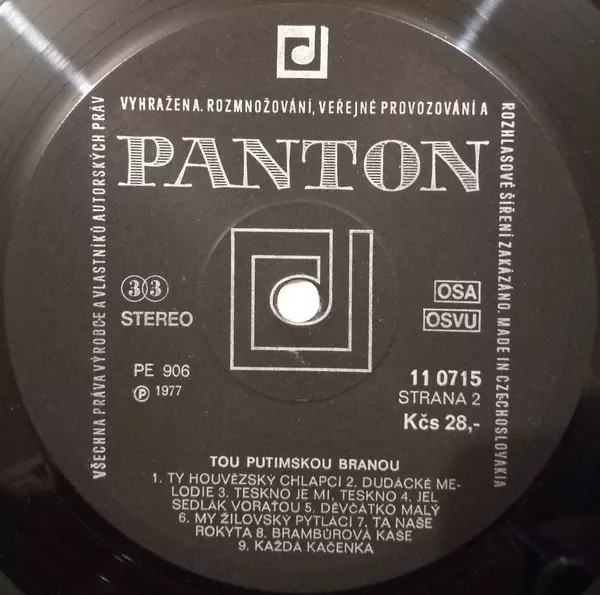 VYHRAŽENA. ROZMNOŽOVÁNÍ, VEŘEJNÉ PROVOZOVÁNÍ A
PANTON
VŠECHNA PRÁVA VÝROBCE A VLASTNÍKŮ AUTORSKÝCH PRÁV
ROZHLASOVÉ ŠÍŘENÍ ZAKÁZÁNO. MADE IN CZECHOSLOVAKIA
33
STEREO
OSA
OSVU
PE 906
℗ 1977
11 0715
STRANA 2
Kčs 28,-
TOU PUTIMSKOU BRANOU
1. TY HOUVĚZSKÝ CHLAPCI 2. DUDÁCKÉ ME-
LODIE 3. TESKNO JE MI, TESKNO 4. JEL
SEDLÁK VORAŤOU 5. DĚVČÁTKO MALÝ
6. MY ŽILOVSKÝ PYTLÁCI 7. TA NAŠE
ROKYTA 8. BRAMBŮROVÁ KAŠE
9. KAŽDÁ KAČENKA